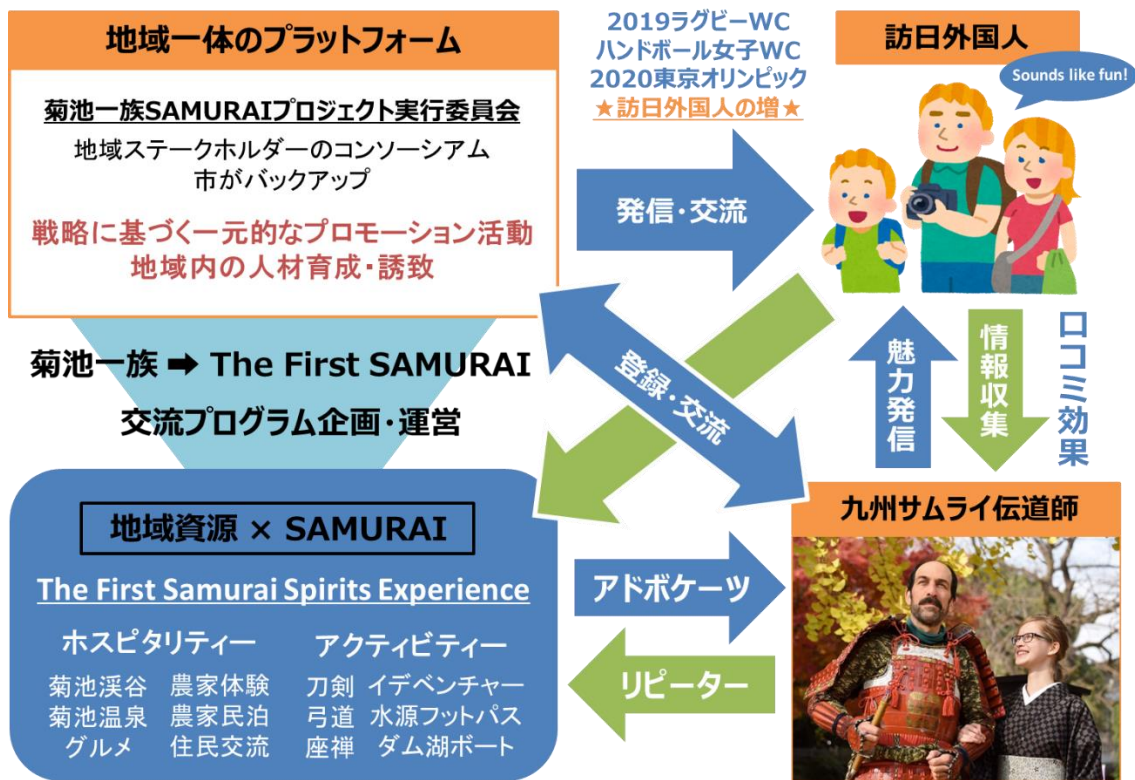 地域一体のプラットフォーム
菊池一族SAMURAIプロジェクト実行委員会
地域ステークホルダーのコンソーシアム
市がバックアップ
戦略に基づく一元的なプロモーション活動
地域内の人材育成・誘致
2019ラグビーWC
ハンドボール女子WC
2020東京オリンピック
★訪日外国人の増★
発信・交流
訪日外国人
Sounds like fun!
菊池一族 ➡ The First SAMURAI
交流プログラム企画・運営
登録・交流
魅力発信
情報収集
口コミ効果
地域資源 × SAMURAI
The First Samurai Spirits Experience
ホスピタリティー
菊池渓谷 農家体験
菊池温泉 農家民泊
グルメ 住民交流
アクティビティー
刀剣 イデベンチャー
弓道 水源フットパス
座禅 ダム湖ボート
アドボケーツ
リピーター
九州サムライ伝道師